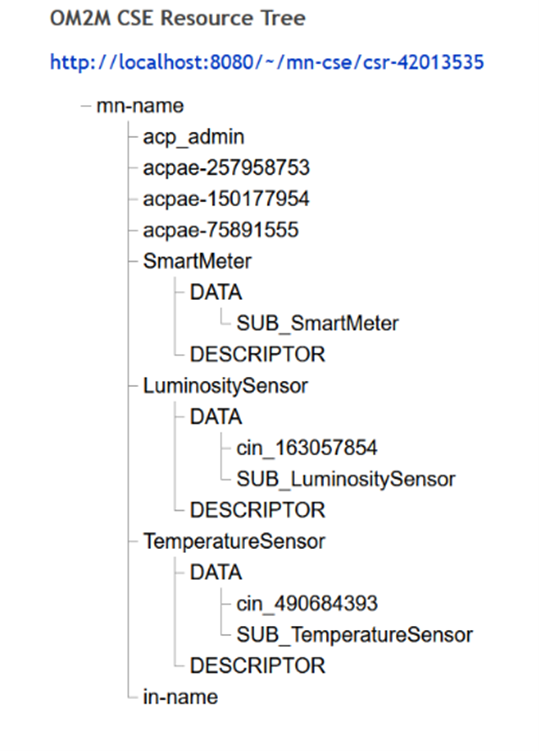 OM2M CSE Resource Tree
http://localhost:8080/~/mn-cse/csr-42013535
mn-name
acp_admin
acpae-257958753
acpae-150177954
acpae-75891555
SmartMeter
DATA
SUB_SmartMeter
DESCRIPTOR
LuminositySensor
DATA
cin_163057854
SUB_LuminositySensor
DESCRIPTOR
TemperatureSensor
DATA
cin_490684393
SUB_TemperatureSensor
DESCRIPTOR
in-name